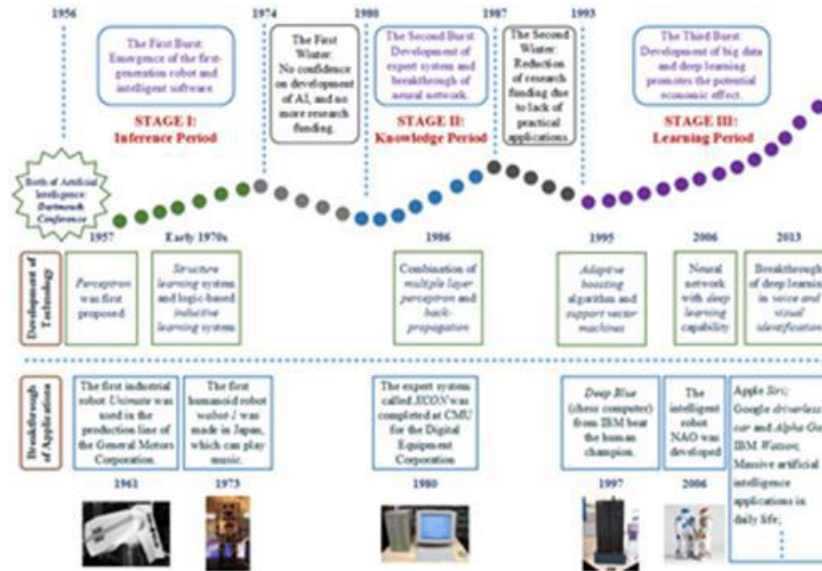 1956
1974
1980
1987
1993
The First Burst:
Emergence of the first-
generation robot and
intelligent software.
STAGE I:
Inference Period
The First
Winter:
No confidence
on development
of AI, and no
more research
funding.
The Second Burst:
Development of
expert system and
breakthrough of
neural network.
STAGE II:
Knowledge Period
The Second
Winter:
Reduction
of research
funding due
to lack of
practical
applications.
The Third Burst:
Development of big data
and deep learning
promotes the potential
economic effect.
STAGE III:
Learning Period
Birth of Artificial
Intelligence:
Dartmouth
Conference
Development of
Technology
1957
Perceptron
was first
proposed.
Early 1970s
Structure
learning system
and logic-based
inductive
learning system
1986
Combination of
multiple layer
perceptron and
back-
propagation
1995
Adaptive
boosting
algorithm and
support vector
machines
2006
Neural
network
with deep
learning
capability
2013
Breakthrough
of deep learning
in voice and
visual
identification
Breakthrough
of Applications
The first industrial
robot Unimate was
used in the
production line of
the General Motors
Corporation.
1961
The first
humanoid robot
wabot-1 was
made in Japan,
which can play
music.
1973
The expert system
called XCON was
completed at CMU
for the Digital
Equipment
Corporation
1980
Deep Blue
(chess computer)
from IBM beat
the human
champion.
1997
The
intelligent
robot
NAO was
developed
2006
Apple Siri;
Google driverless
car and Alpha Go
IBM Watson;
Massive artificial
intelligence
applications in
daily life;